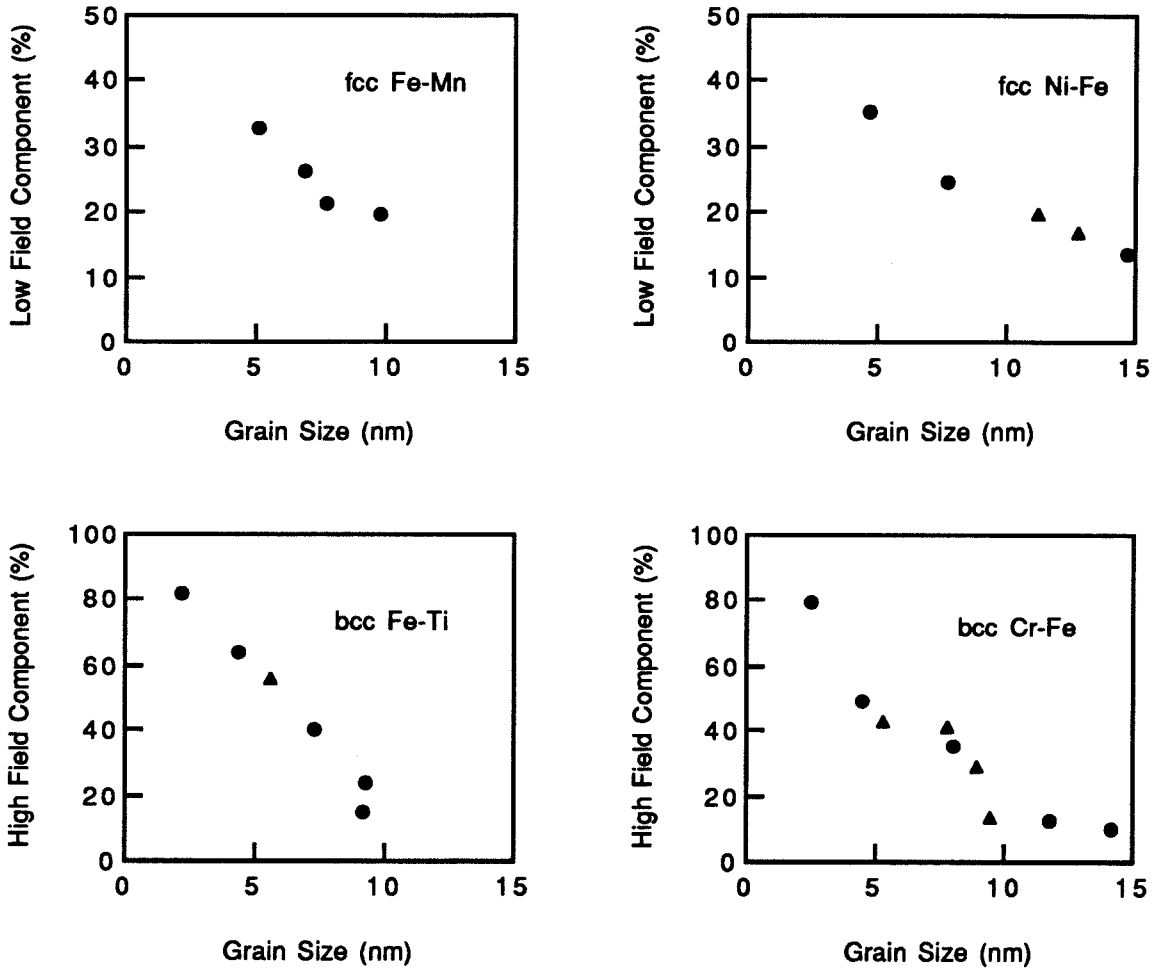 50
40
30
20
10
0
0 5 10 15
Low Field Component (%)
fcc Fe-Mn
Grain Size (nm)
50
40
30
20
10
0
0 5 10 15
Low Field Component (%)
fcc Ni-Fe
Grain Size (nm)
100
80
60
40
20
0
0 5 10 15
High Field Component (%)
bcc Fe-Ti
Grain Size (nm)
100
80
60
40
20
0
0 5 10 15
High Field Component (%)
bcc Cr-Fe
Grain Size (nm)